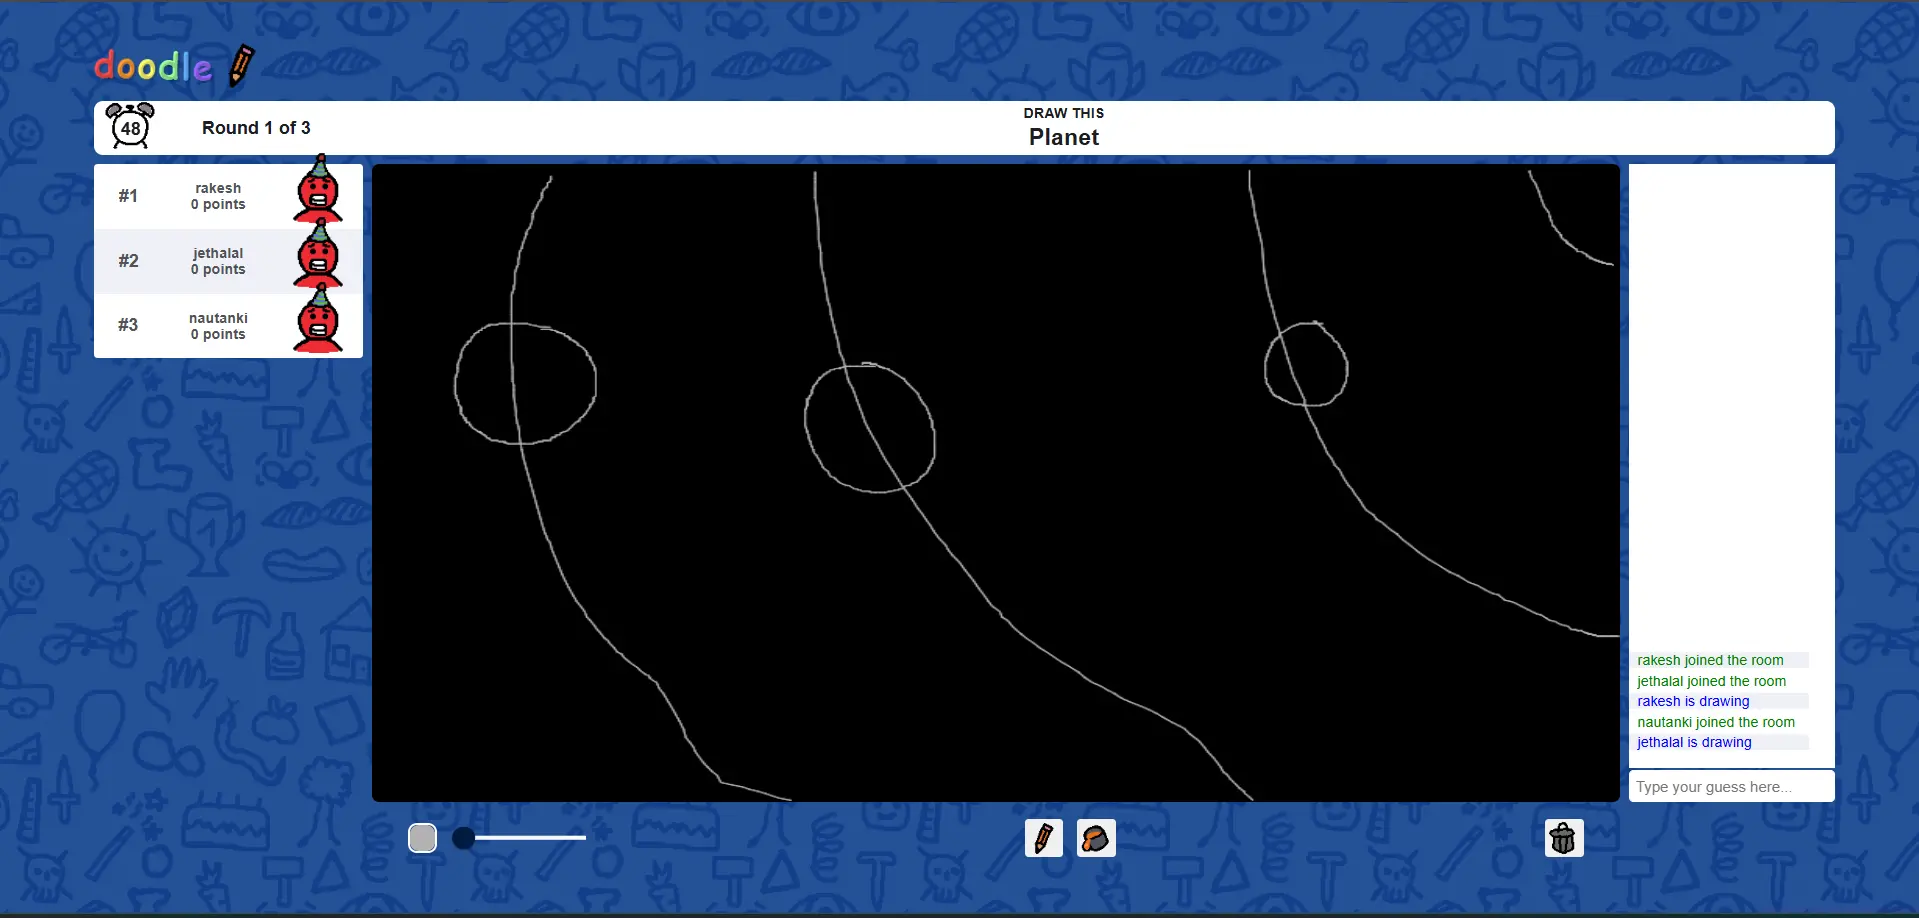 doodle
48
Round 1 of 3
DRAW THIS
Planet
#1
rakesh
0 points
#2
jethalal
0 points
#3
nautanki
0 points
rakesh joined the room
jethalal joined the room
rakesh is drawing
nautanki joined the room
jethalal is drawing
Type your guess here...